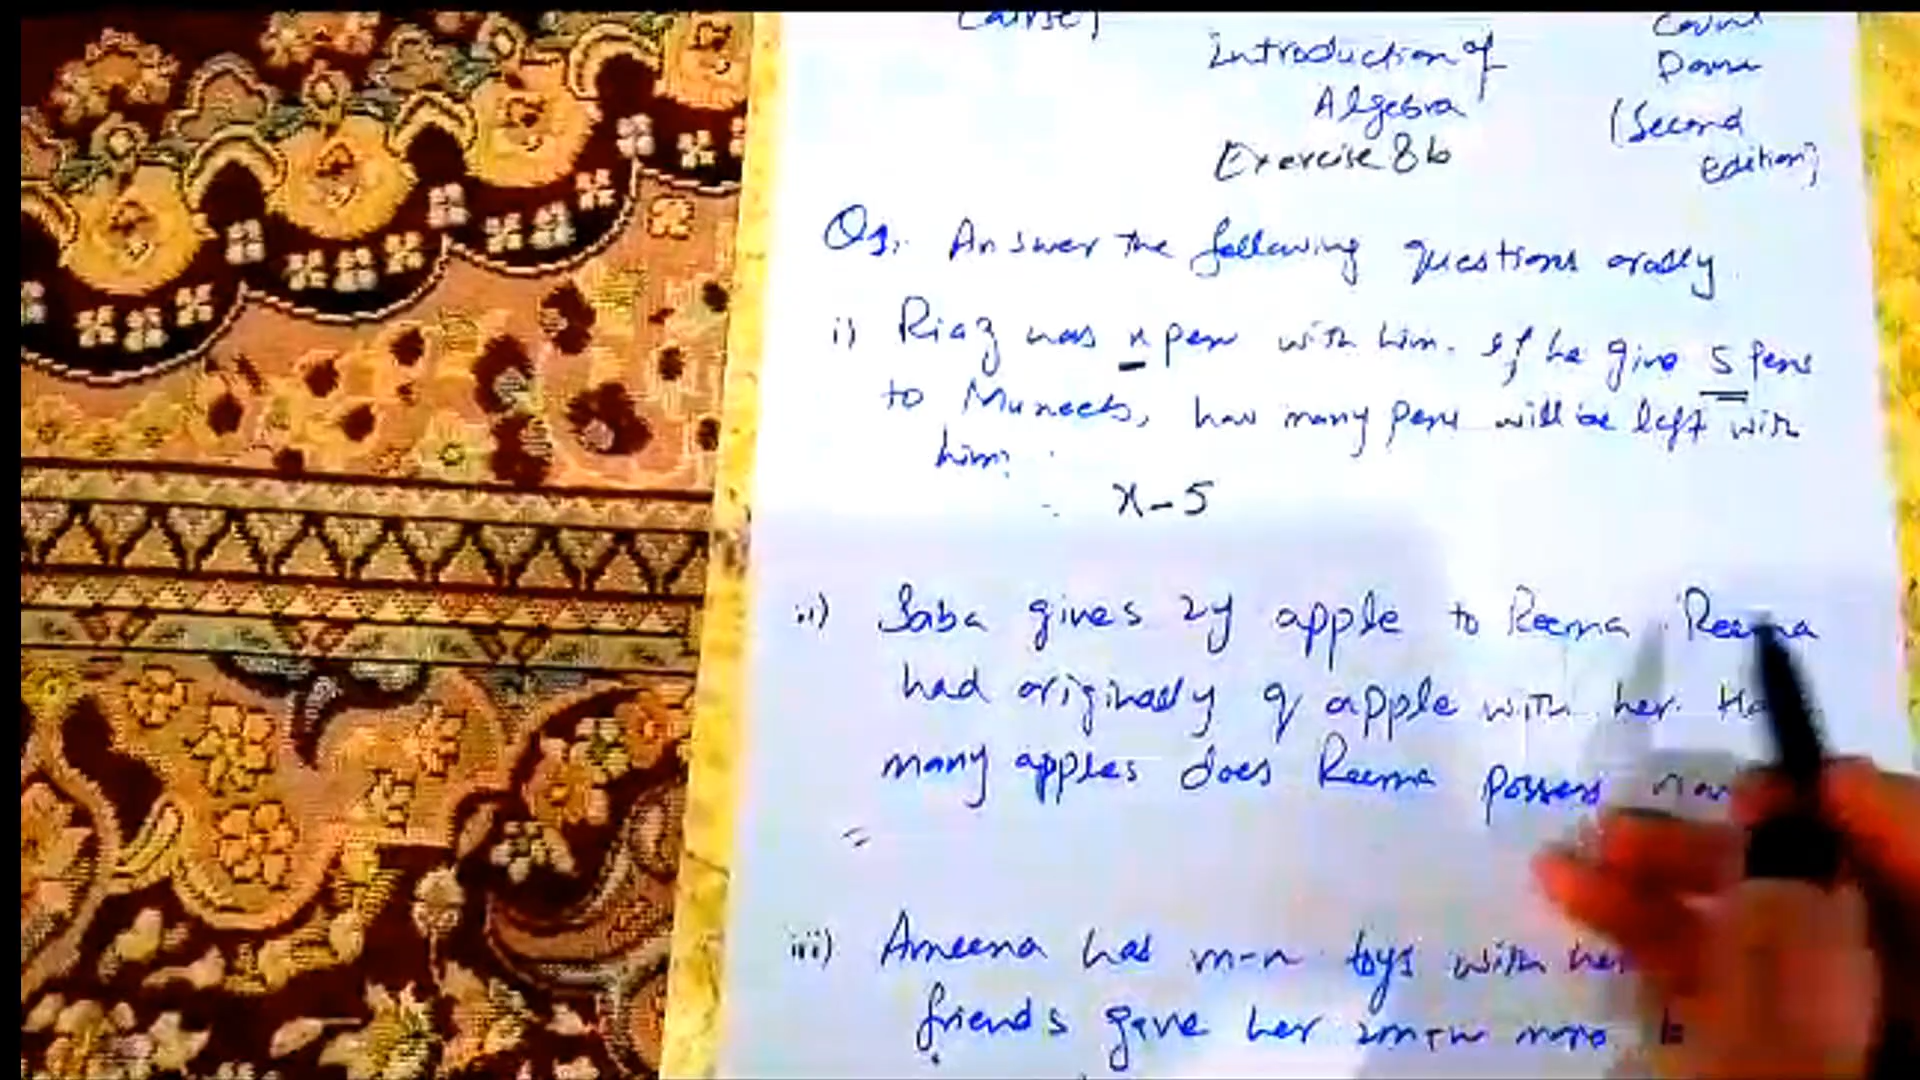 Introduction of
Algebra
Exercise 8b
Down
(Second
Edition)
Q1. Answer the following questions orally
i) Riaz has x pen with him. If he give 5 pens
to Muneeb, how many pens will be left with
him?
x - 5
ii) Saba gives 2y apple to Reema. Reema
had originally q apple with her.
many apples does Reema possess
=
iii) Ameena has m-n toys with her
friends gave her more